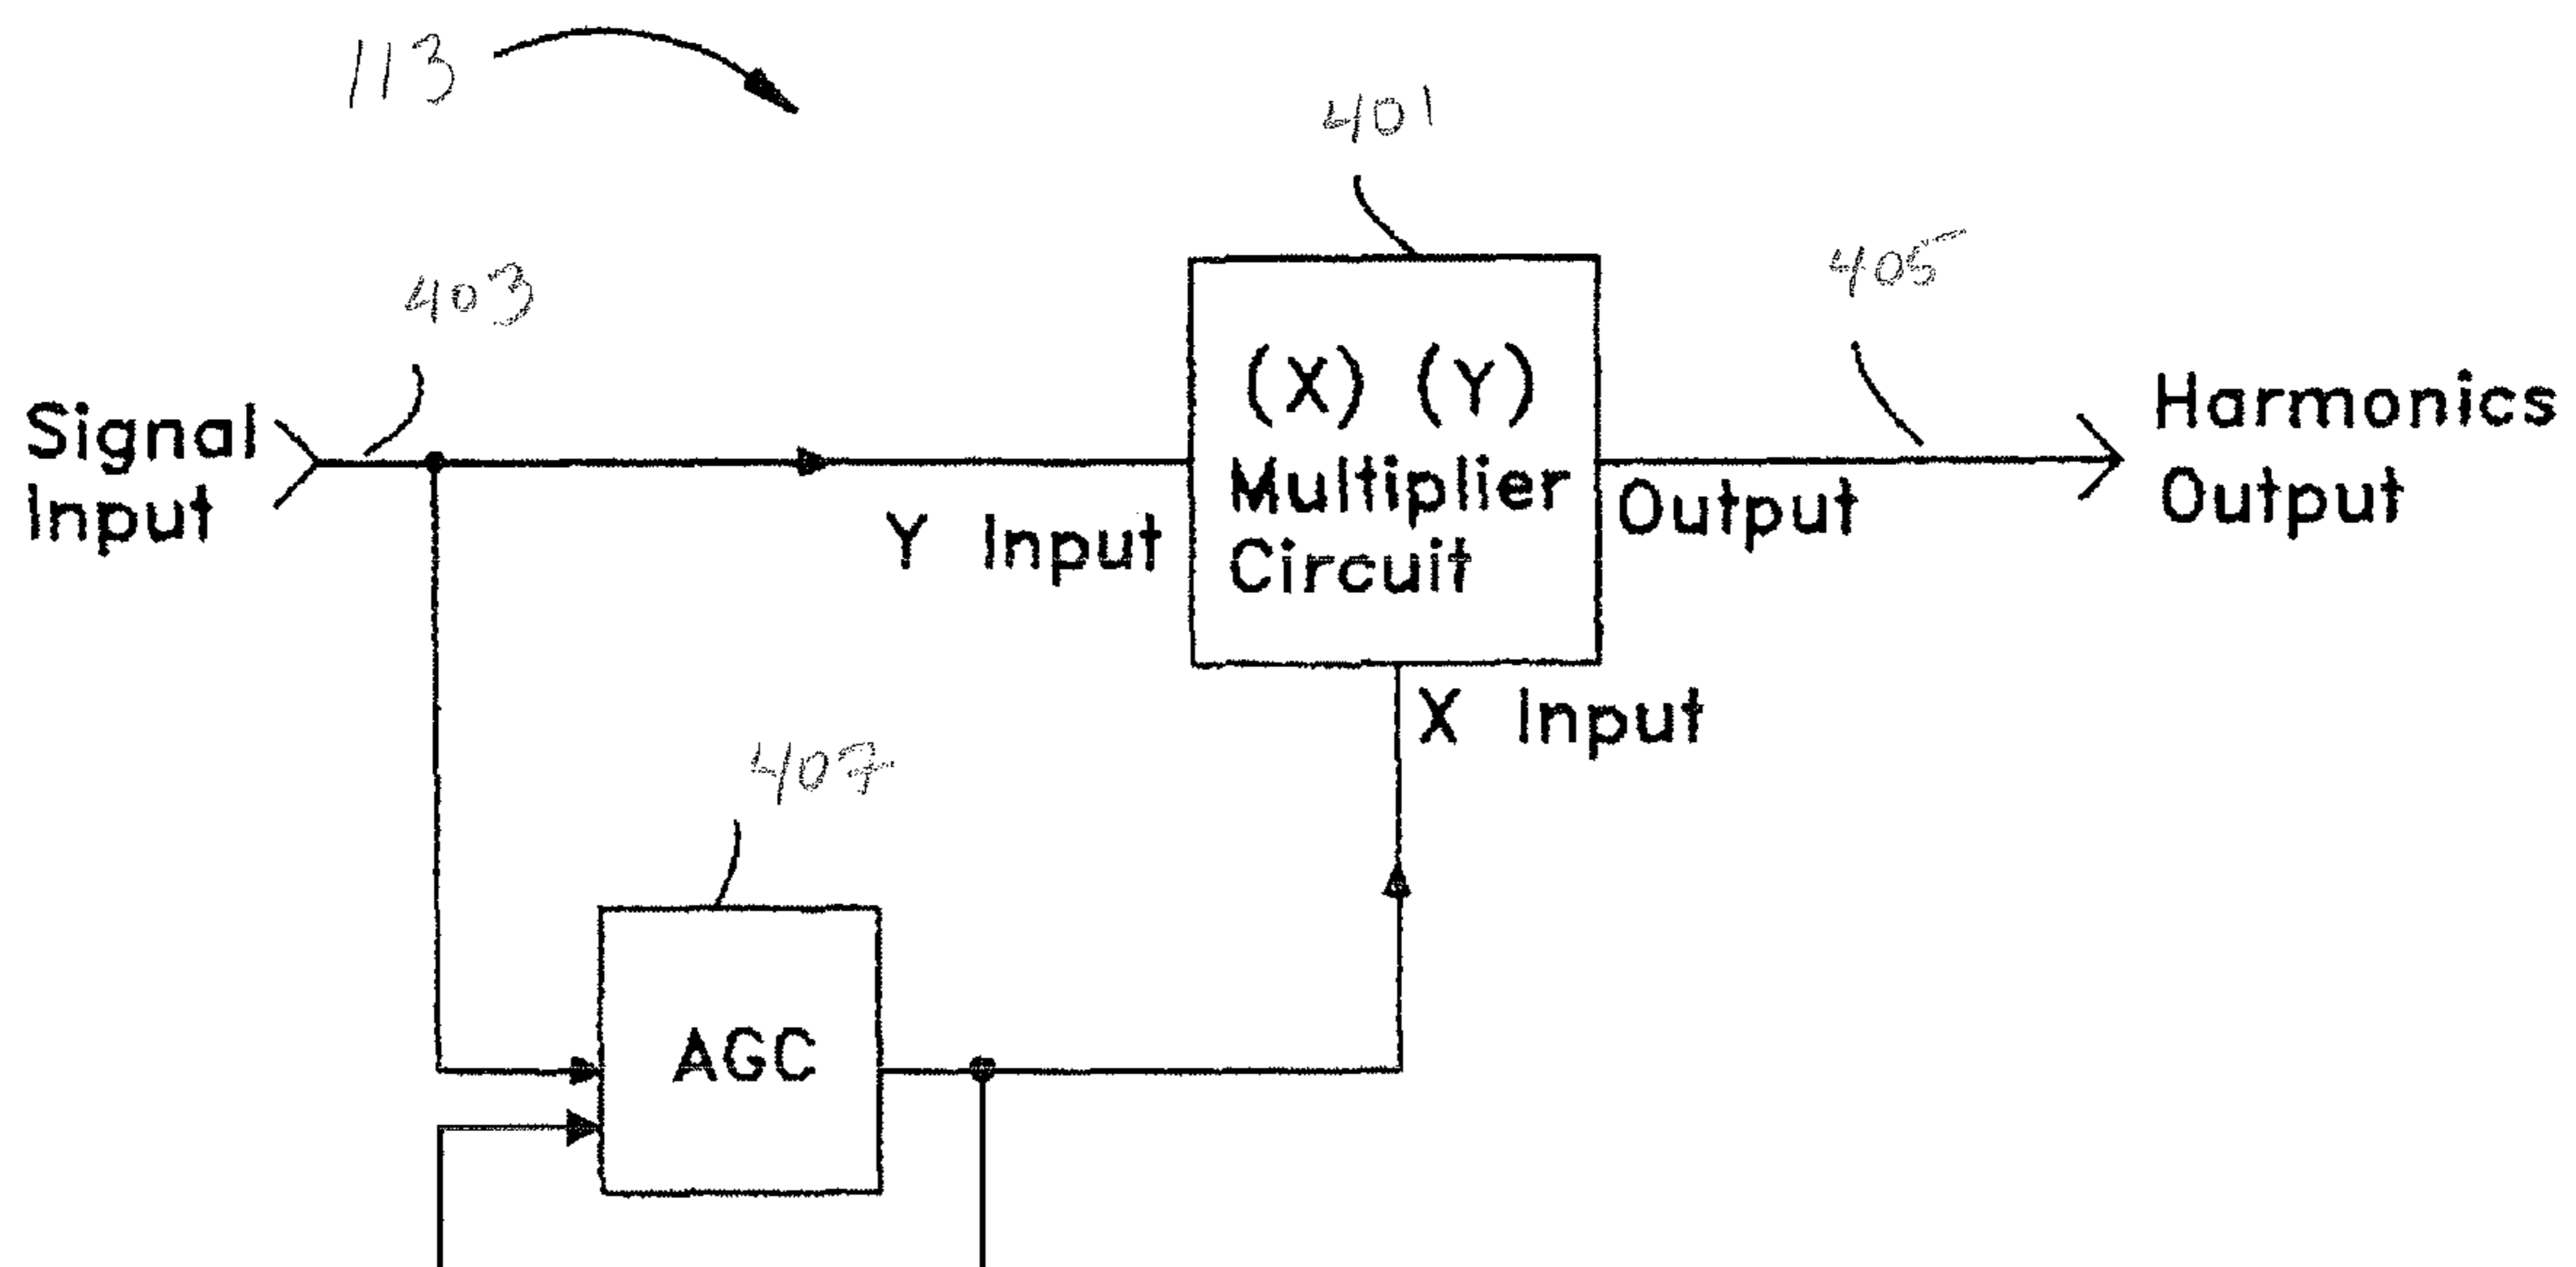 113
401
403
405
Signal
Input
(X) (Y)
Multiplier
Circuit
Y Input
Output
Harmonics
Output
X Input
407
AGC